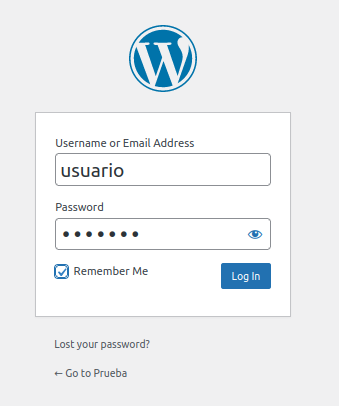 Username or Email Address
usuario
Password
•••••••
Remember Me
Log In
Lost your password?
← Go to Prueba